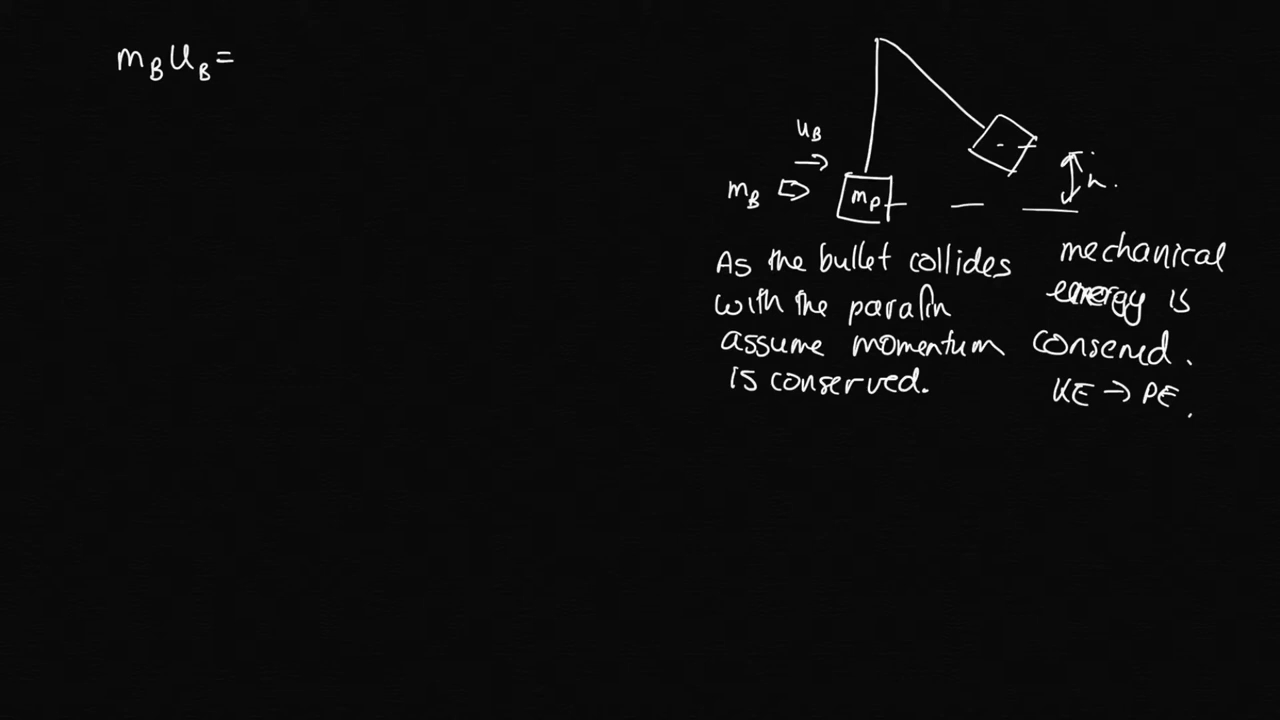 m_B U_B =
U_B
m_B
m_P
h.
As the bullet collides
with the parafin
assume momentum
is conserved.
mechanical
energy is
conserved.
KE → PE.